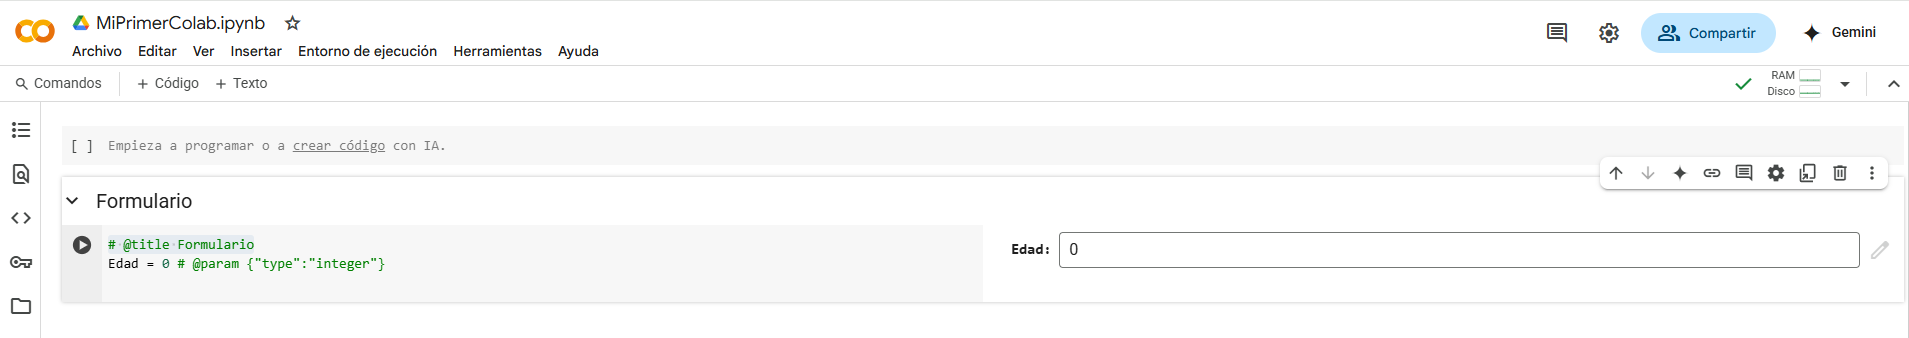 MiPrimerColab.ipynb
Archivo Editar Ver Insertar Entorno de ejecución Herramientas Ayuda
Compartir
Gemini
Comandos + Código + Texto
RAM
Disco
[ ] Empieza a programar o a crear código con IA.
Formulario
# @title Formulario
Edad = 0 # @param {"type":"integer"}
Edad: 0